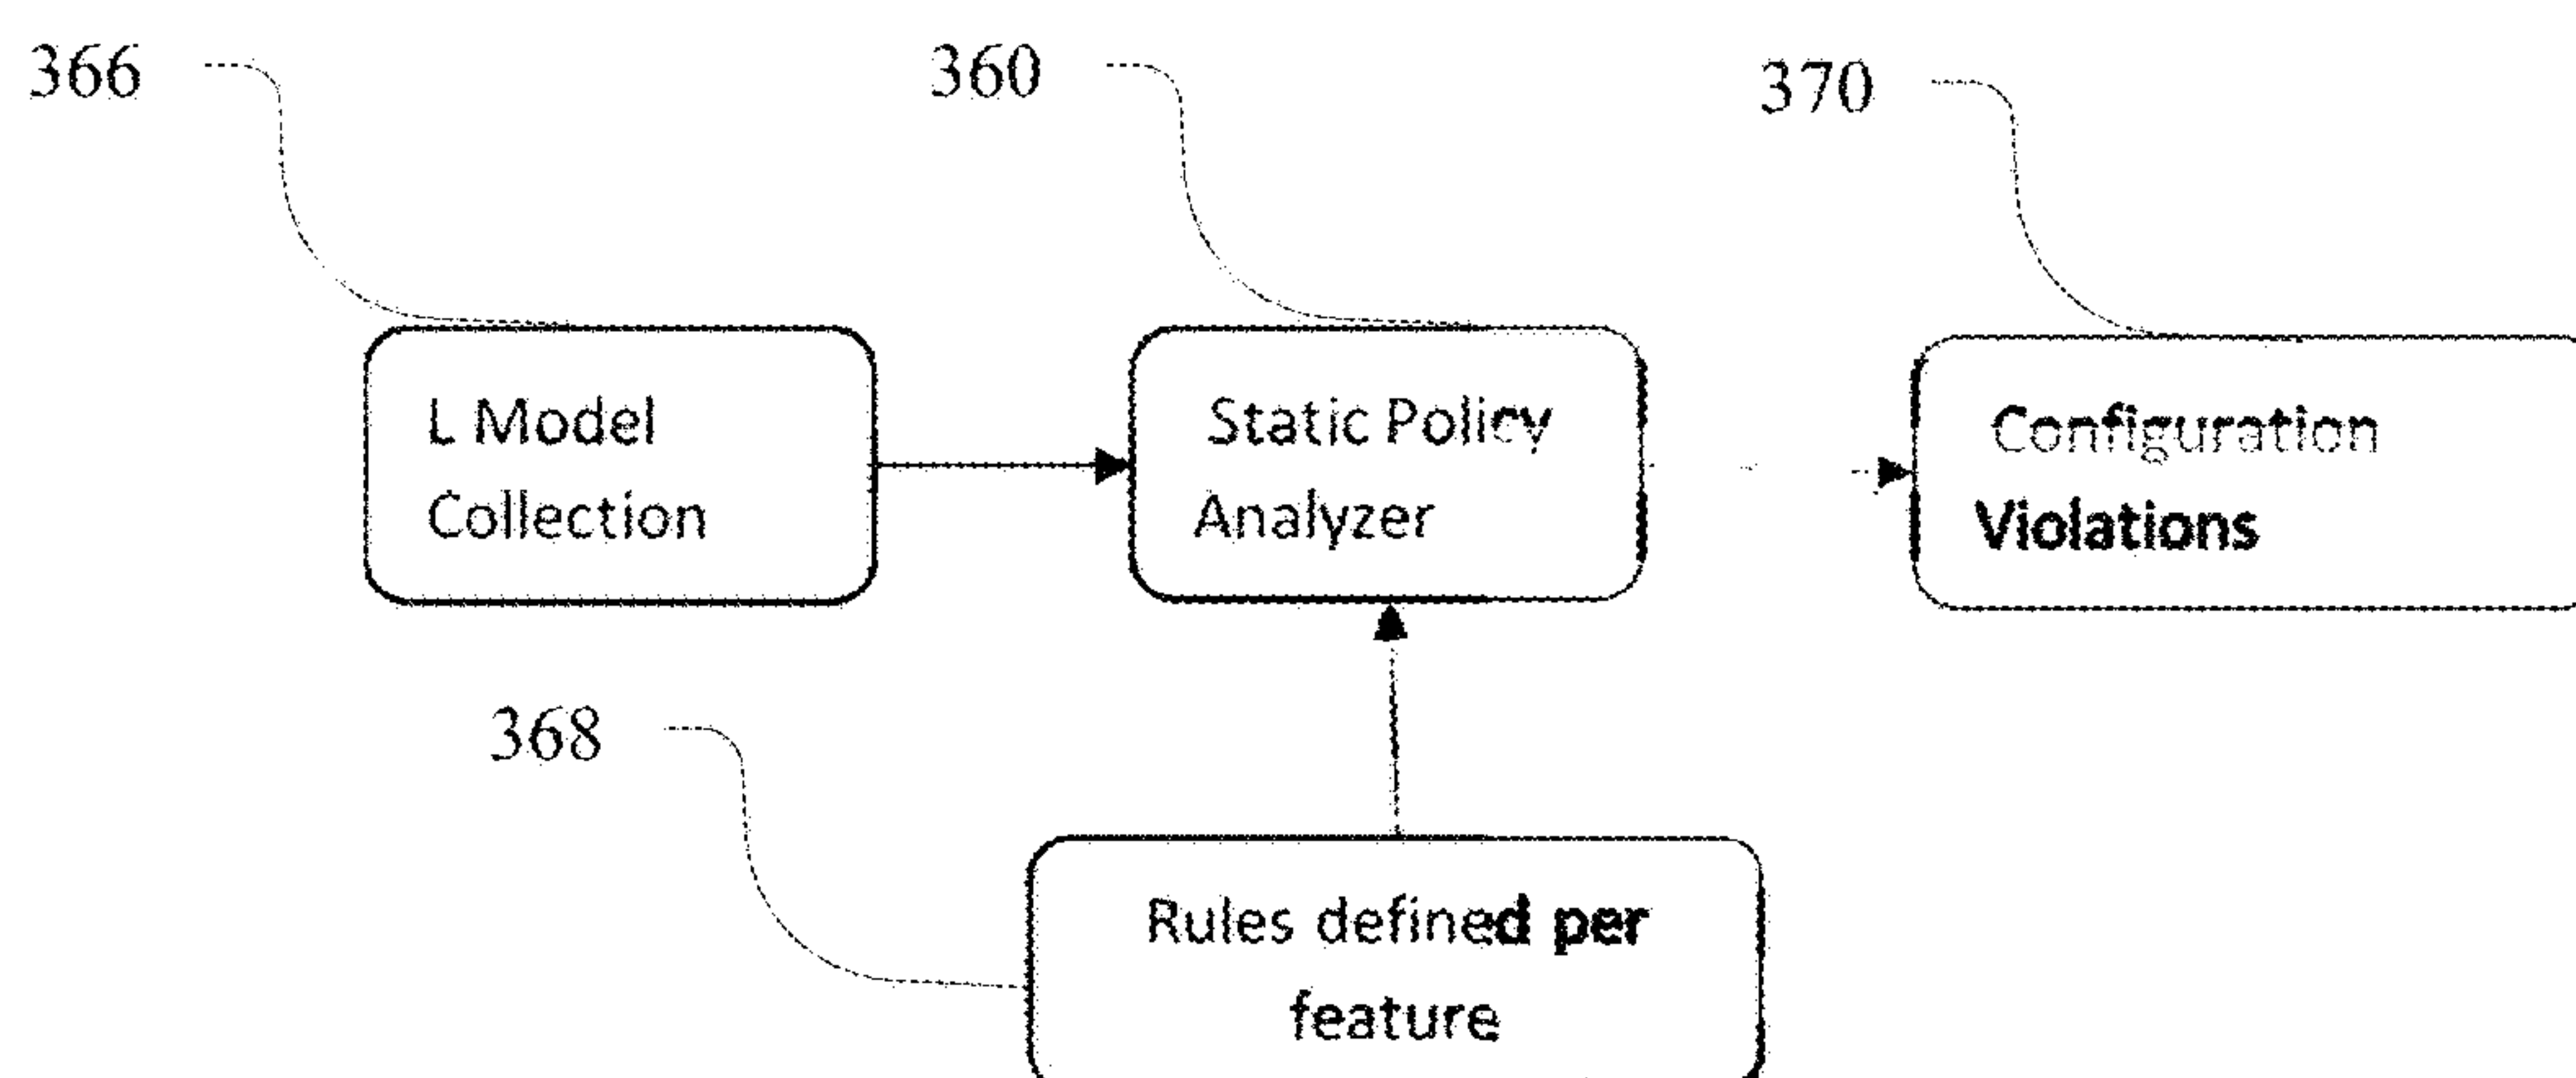 366
360
370
L Model
Collection
Static Policy
Analyzer
Configuration
Violations
368
Rules defined per
feature